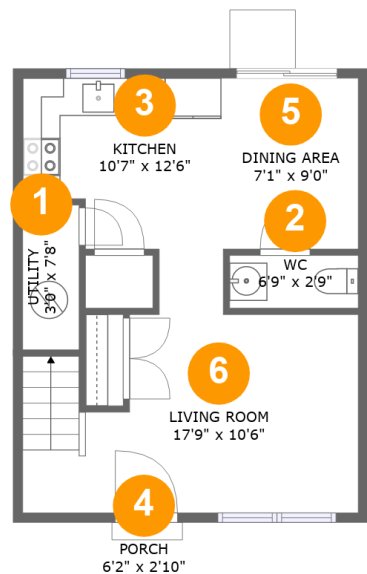 3
KITCHEN
10'7" x 12'6"
5
DINING AREA
7'1" x 9'0"
1
UTILITY
3'0" x 7'8"
2
WC
6'9" x 2'9"
6
LIVING ROOM
17'9" x 10'6"
4
PORCH
6'2" x 2'10"